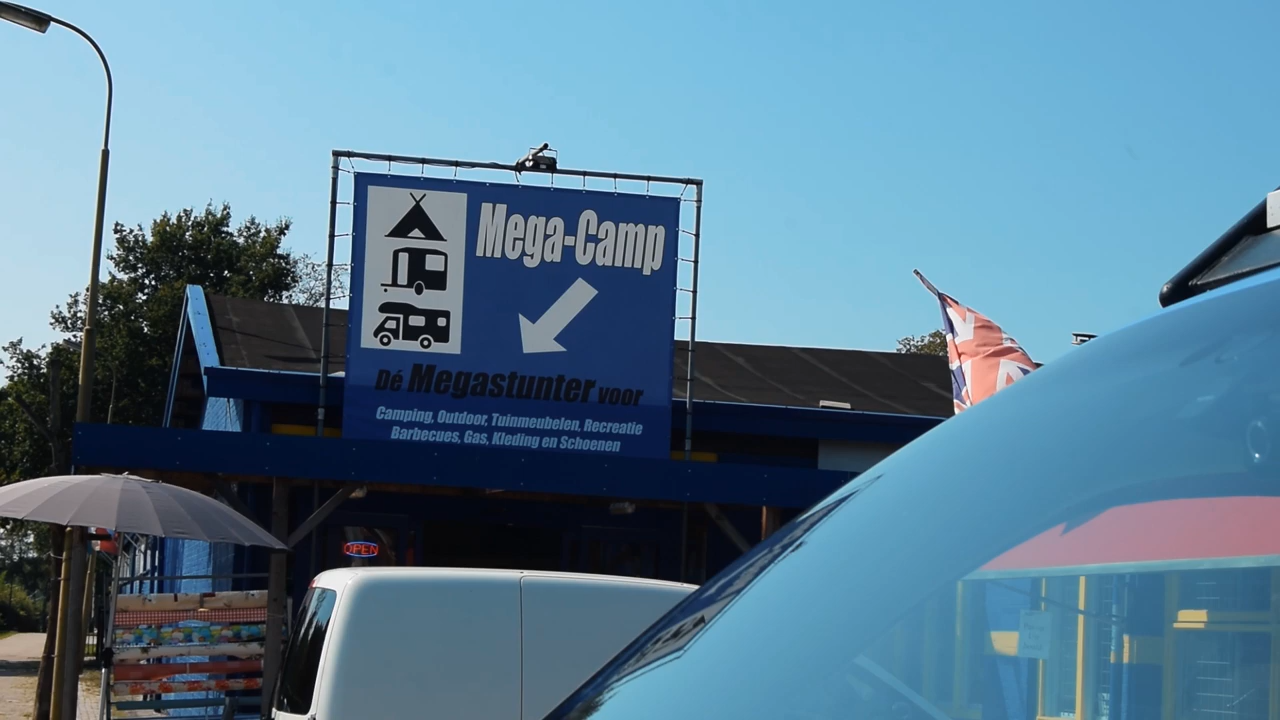 Mega-Camp
Dé Megastunter voor
Camping, Outdoor, Tuinmeubelen, Recreatie
Barbecues, Gas, Kleding en Schoenen
OPEN